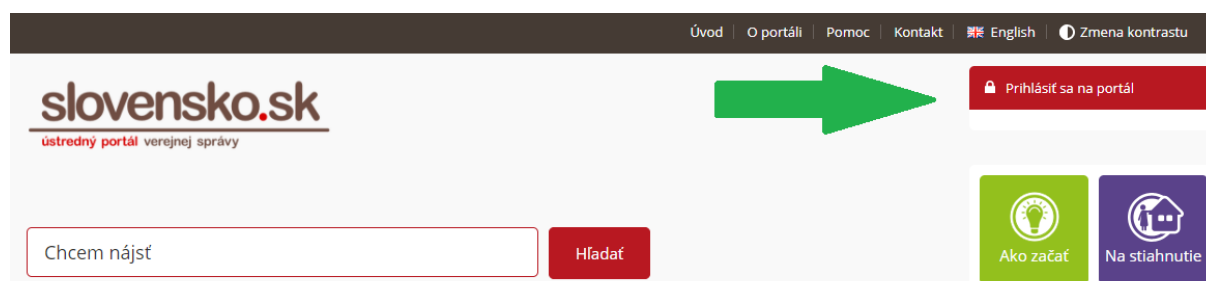 Úvod | O portáli | Pomoc | Kontakt | English | Zmena kontrastu
slovensko.sk
ústredný portál verejnej správy
Prihlásiť sa na portál
Chcem nájsť
Hľadať
Ako začať
Na stiahnutie